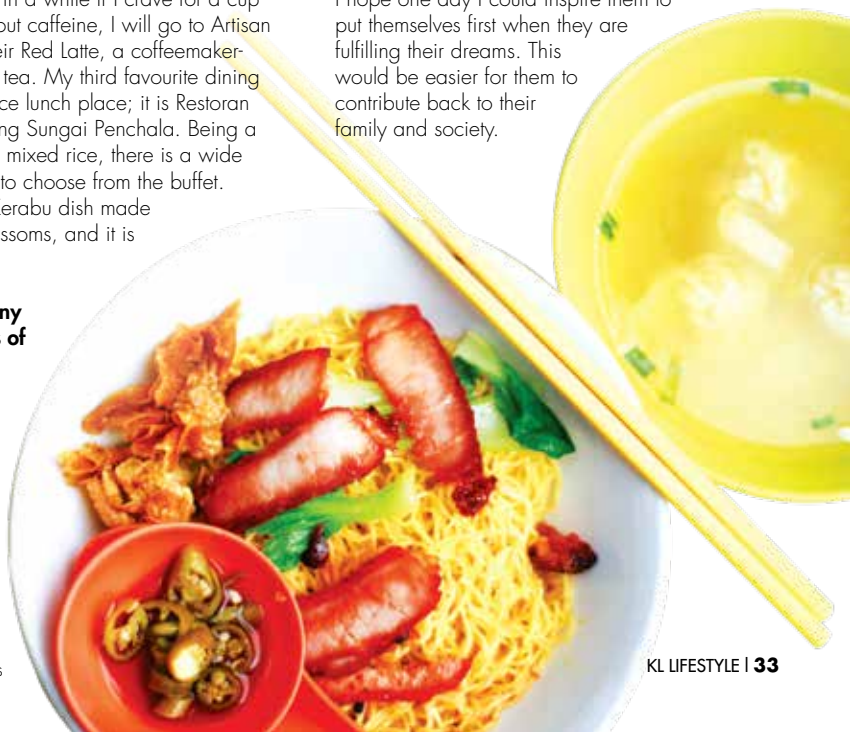 in a while if I crave for a cup
out caffeine, I will go to Artisan
eir Red Latte, a coffeemaker-
tea. My third favourite dining
ce lunch place; it is Restoran
ng Sungai Penchala. Being a
mixed rice, there is a wide
to choose from the buffet.
erabu dish made
ssoms, and it is
ny
of
s
I hope one day I could inspire them to
put themselves first when they are
fulfilling their dreams. This
would be easier for them to
contribute back to their
family and society.
KL LIFESTYLE | 33